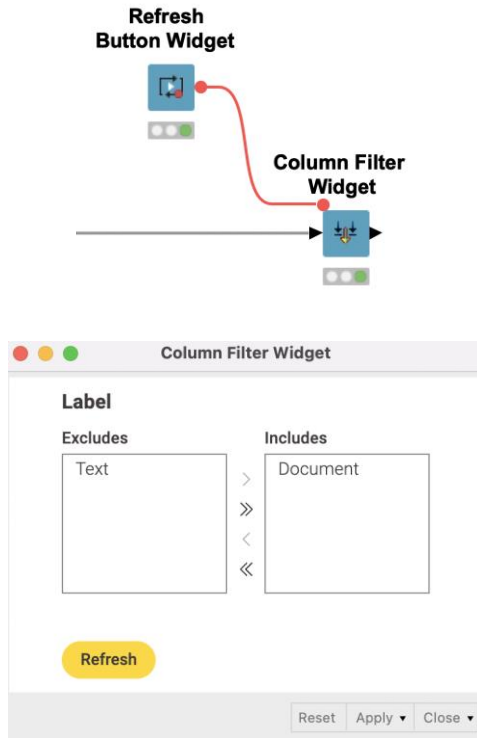 Refresh
Button Widget
Column Filter
Widget
Column Filter Widget
Label
Excludes
Includes
Text
Document
Refresh
Reset
Apply
Close